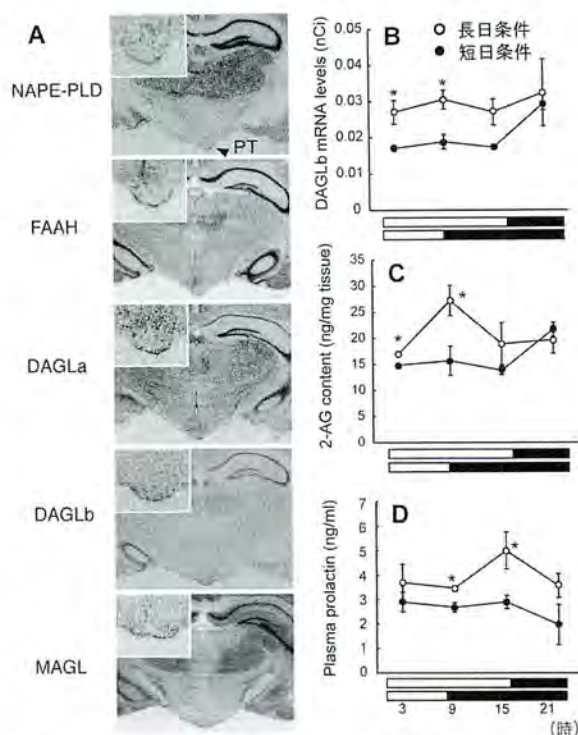 A
NAPE-PLD
PT
FAAH
DAGLa
DAGLb
MAGL
B
○ 長日条件
● 短日条件
DAGLb mRNA levels (nCi)
0.05
0.04
0.03
0.02
0.01
0
* *
C
2-AG content (ng/mg tissue)
35
30
25
20
15
10
5
0
* *
D
Plasma prolactin (ng/ml)
7
6
5
4
3
2
1
0
* *
3 9 15 21
(時)